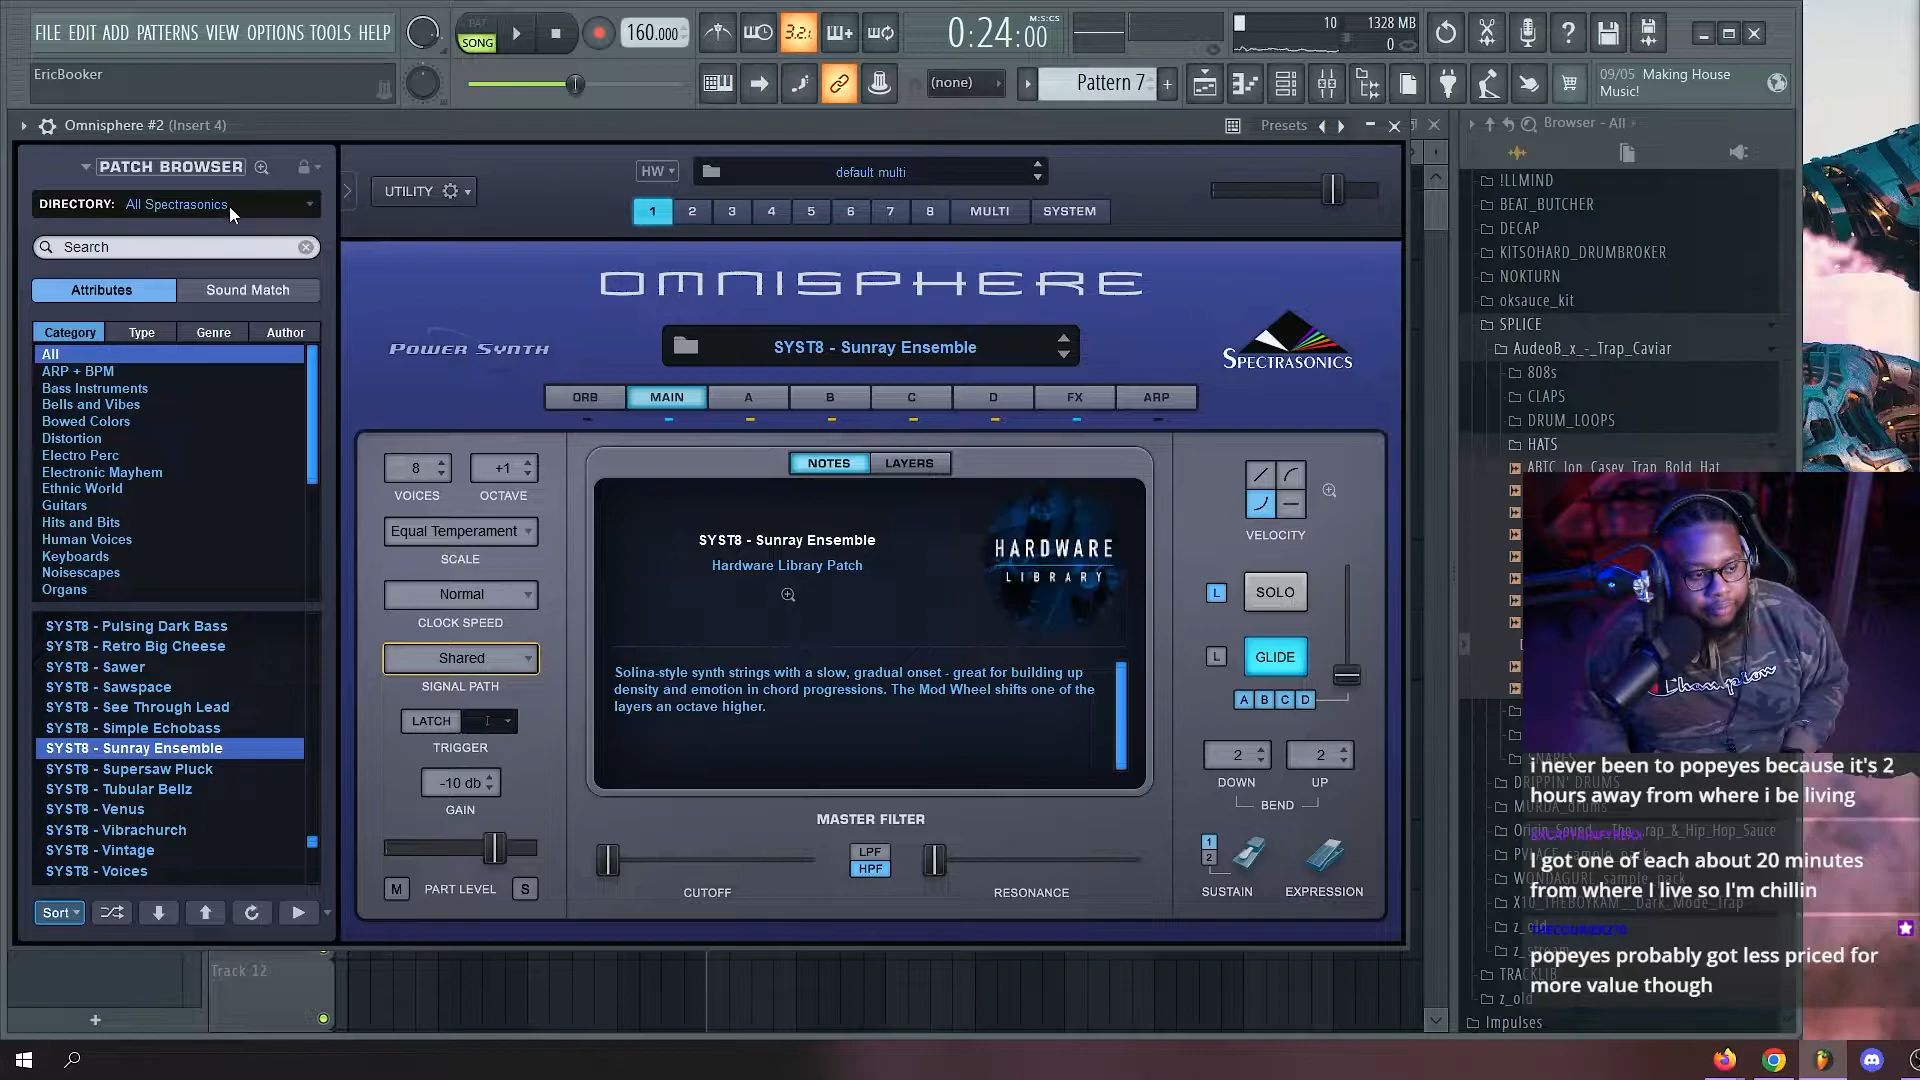 FILE EDIT ADD PATTERNS VIEW OPTIONS TOOLS HELP
PAT
SONG
160.000
3.2.
0:24:00
M:S:CS
10
1328 MB
0
EricBooker
(none)
Pattern 7
+
09/05 Making House
Music!
Omnisphere #2 (Insert 4)
Presets
Browser - All
PATCH BROWSER
DIRECTORY: All Spectrasonics
Search
Attributes
Sound Match
Category
Type
Genre
Author
All
ARP + BPM
Bass Instruments
Bells and Vibes
Bowed Colors
Distortion
Electro Perc
Electronic Mayhem
Ethnic World
Guitars
Hits and Bits
Human Voices
Keyboards
Noisescapes
Organs
SYST8 - Pulsing Dark Bass
SYST8 - Retro Big Cheese
SYST8 - Sawer
SYST8 - Sawspace
SYST8 - See Through Lead
SYST8 - Simple Echobass
SYST8 - Sunray Ensemble
SYST8 - Supersaw Pluck
SYST8 - Tubular Bellz
SYST8 - Venus
SYST8 - Vibrachurch
SYST8 - Vintage
SYST8 - Voices
Sort
UTILITY
HW
default multi
1
2
3
4
5
6
7
8
MULTI
SYSTEM
OMNISPHERE
POWER SYNTH
SYST8 - Sunray Ensemble
SPECTRASONICS
ORB
MAIN
A
B
C
D
FX
ARP
8
+1
VOICES
OCTAVE
Equal Temperament
SCALE
Normal
CLOCK SPEED
Shared
SIGNAL PATH
LATCH
TRIGGER
-10 db
GAIN
M
PART LEVEL
S
NOTES
LAYERS
SYST8 - Sunray Ensemble
Hardware Library Patch
HARDWARE
LIBRARY
Solina-style synth strings with a slow, gradual onset - great for building up
density and emotion in chord progressions. The Mod Wheel shifts one of the
layers an octave higher.
MASTER FILTER
LPF
HPF
CUTOFF
RESONANCE
VELOCITY
L
SOLO
L
GLIDE
A B C D
2
2
DOWN
UP
BEND
1
2
SUSTAIN
EXPRESSION
!LLMIND
BEAT_BUTCHER
DECAP
KITSOHARD_DRUMBROKER
NOKTURN
oksauce_kit
SPLICE
AudeoB_x_-_Trap_Caviar
808s
CLAPS
DRUM_LOOPS
HATS
ABTC_Jon_Casey_Trap_Bold_Hat
Champion
i never been to popeyes because it's 2
hours away from where i be living
I got one of each about 20 minutes
from where I live so I'm chillin
popeyes probably got less priced for
more value though
TRACKLIB
z_old
Impulses
Track 12
+